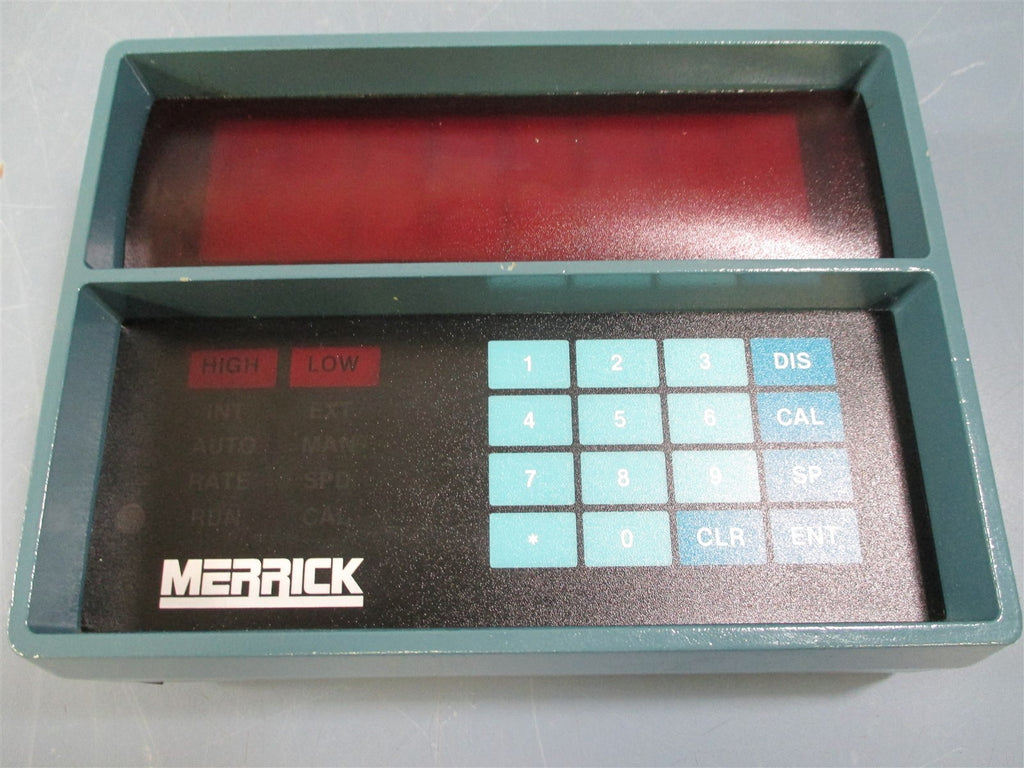 HIGH LOW
INT EXT
AUTO MAN
RATE SPD
RUN CAL
MERRICK
1 2 3 DIS
4 5 6 CAL
7 8 9 SP
* 0 CLR ENT